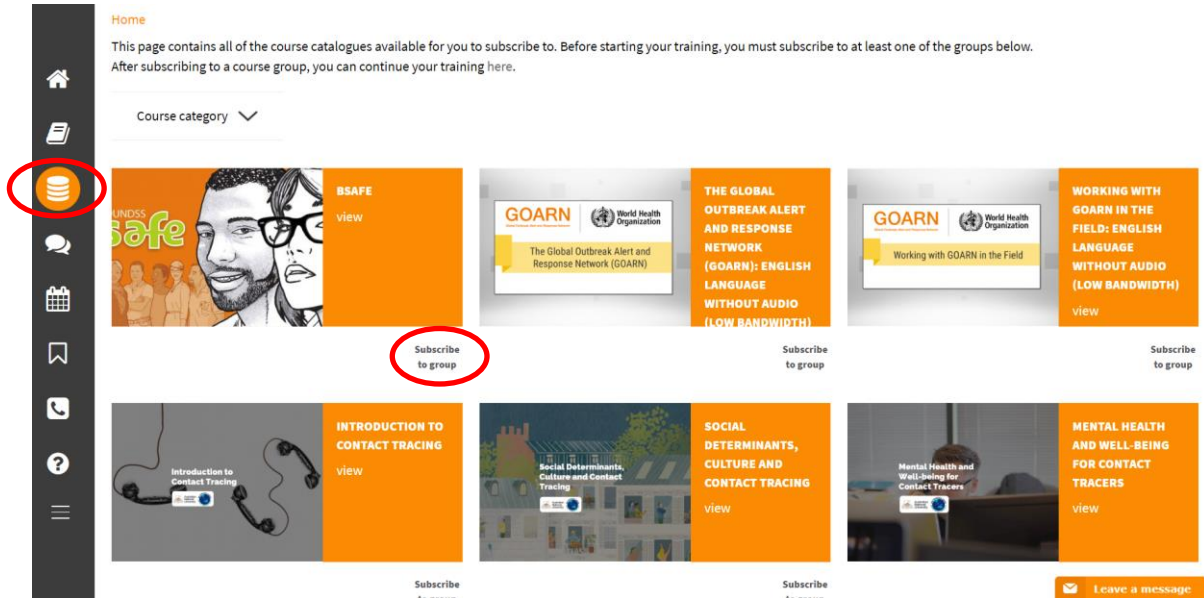 Home
This page contains all of the course catalogues available for you to subscribe to. Before starting your training, you must subscribe to at least one of the groups below.
After subscribing to a course group, you can continue your training here.
Course category
UNDSS
safe
BSAFE
view
GOARN
World Health
Organization
The Global Outbreak Alert and
Response Network (GOARN)
THE GLOBAL
OUTBREAK ALERT
AND RESPONSE
NETWORK
(GOARN): ENGLISH
LANGUAGE
WITHOUT AUDIO
(LOW BANDWIDTH)
GOARN
World Health
Organization
Working with GOARN in the Field
WORKING WITH
GOARN IN THE
FIELD: ENGLISH
LANGUAGE
WITHOUT AUDIO
(LOW BANDWIDTH)
view
Subscribe
to group
Subscribe
to group
Subscribe
to group
Introduction to
Contact Tracing
INTRODUCTION TO
CONTACT TRACING
view
Social Determinants,
Culture and Contact
Tracing
SOCIAL
DETERMINANTS,
CULTURE AND
CONTACT TRACING
view
Mental Health and
Well-being for
Contact Tracers
MENTAL HEALTH
AND WELL-BEING
FOR CONTACT
TRACERS
view
Subscribe
to group
Subscribe
to group
Leave a message